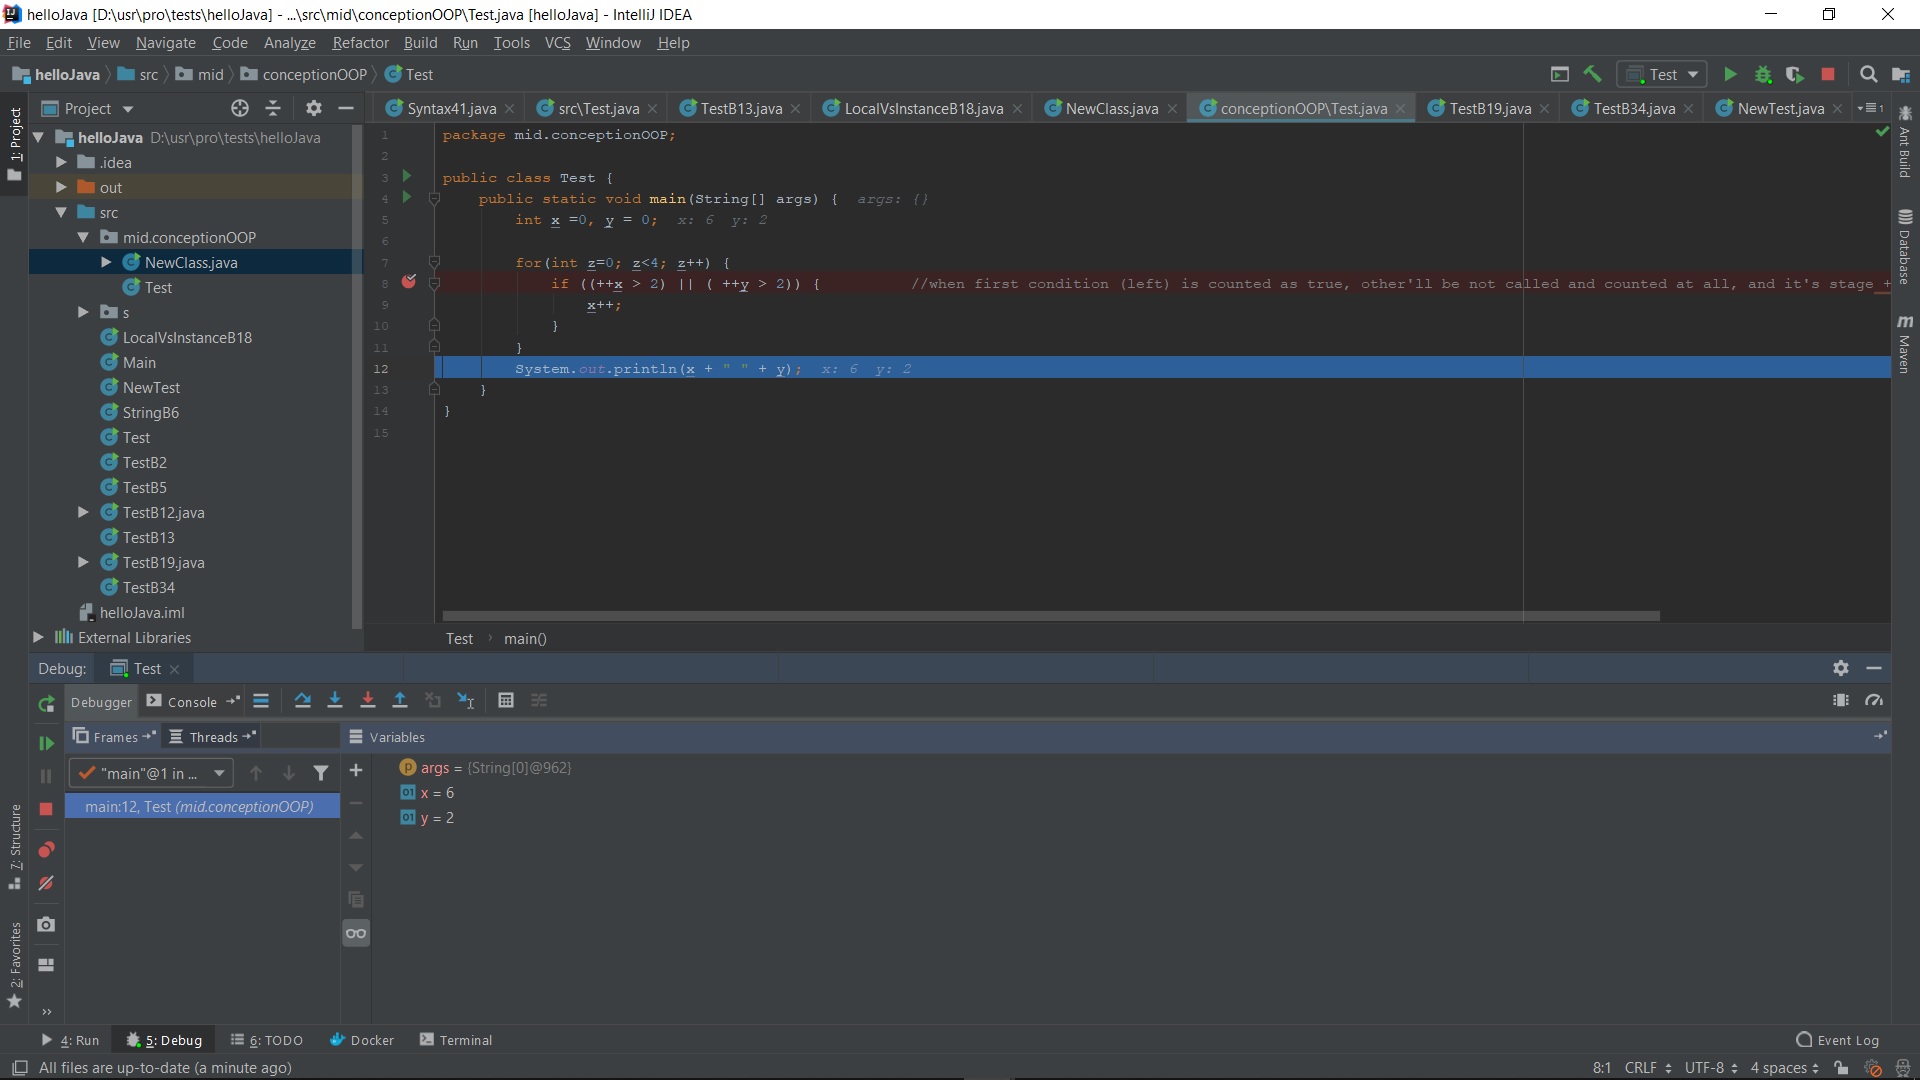 helloJava [D:\usr\pro\tests\helloJava] - ...\src\mid\conceptionOOP\Test.java [helloJava] - IntelliJ IDEA
File Edit View Navigate Code Analyze Refactor Build Run Tools VCS Window Help
helloJava src mid conceptionOOP Test
Test
1: Project
Project
Syntax41.java src\Test.java TestB13.java LocalVsInstanceB18.java NewClass.java conceptionOOP\Test.java TestB19.java TestB34.java NewTest.java 1
helloJava D:\usr\pro\tests\helloJava
.idea
out
src
mid.conceptionOOP
NewClass.java
Test
s
LocalVsInstanceB18
Main
NewTest
StringB6
Test
TestB2
TestB5
TestB12.java
TestB13
TestB19.java
TestB34
helloJava.iml
External Libraries
1 package mid.conceptionOOP;
2
3 public class Test {
4 public static void main(String[] args) { args: {}
5 int x =0, y = 0; x: 6 y: 2
6
7 for(int z=0; z<4; z++) {
8 if ((++x > 2) || ( ++y > 2)) { //when first condition (left) is counted as true, other'll be not called and counted at all, and it's stage +
9 x++;
10 }
11 }
12 System.out.println(x + " " + y); x: 6 y: 2
13 }
14 }
15
Test main()
Ant Build
Database
Maven
Debug: Test
Debugger Console
Frames Threads Variables
"main"@1 in ...
main:12, Test (mid.conceptionOOP)
args = {String[0]@962}
x = 6
y = 2
7: Structure
2: Favorites
4: Run 5: Debug 6: TODO Docker Terminal Event Log
All files are up-to-date (a minute ago) 8:1 CRLF UTF-8 4 spaces